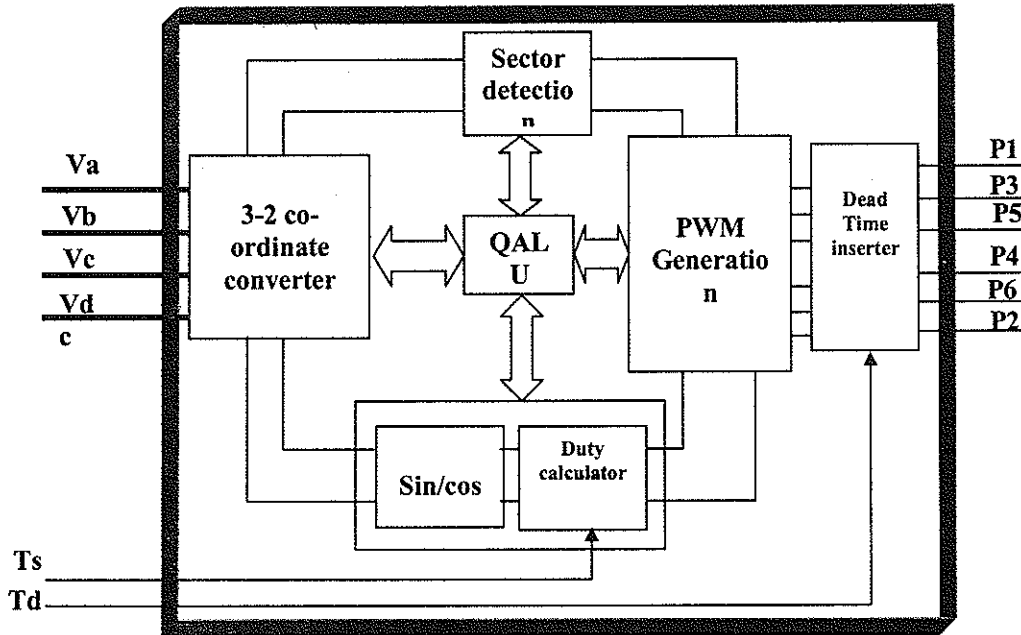 Sector
detectio
n
Va
Vb
Vc
Vd
c
3-2 co-
ordinate
converter
QAL
U
PWM
Generatio
n
Dead
Time
inserter
P1
P3
P5
P4
P6
P2
Sin/cos
Duty
calculator
Ts
Td